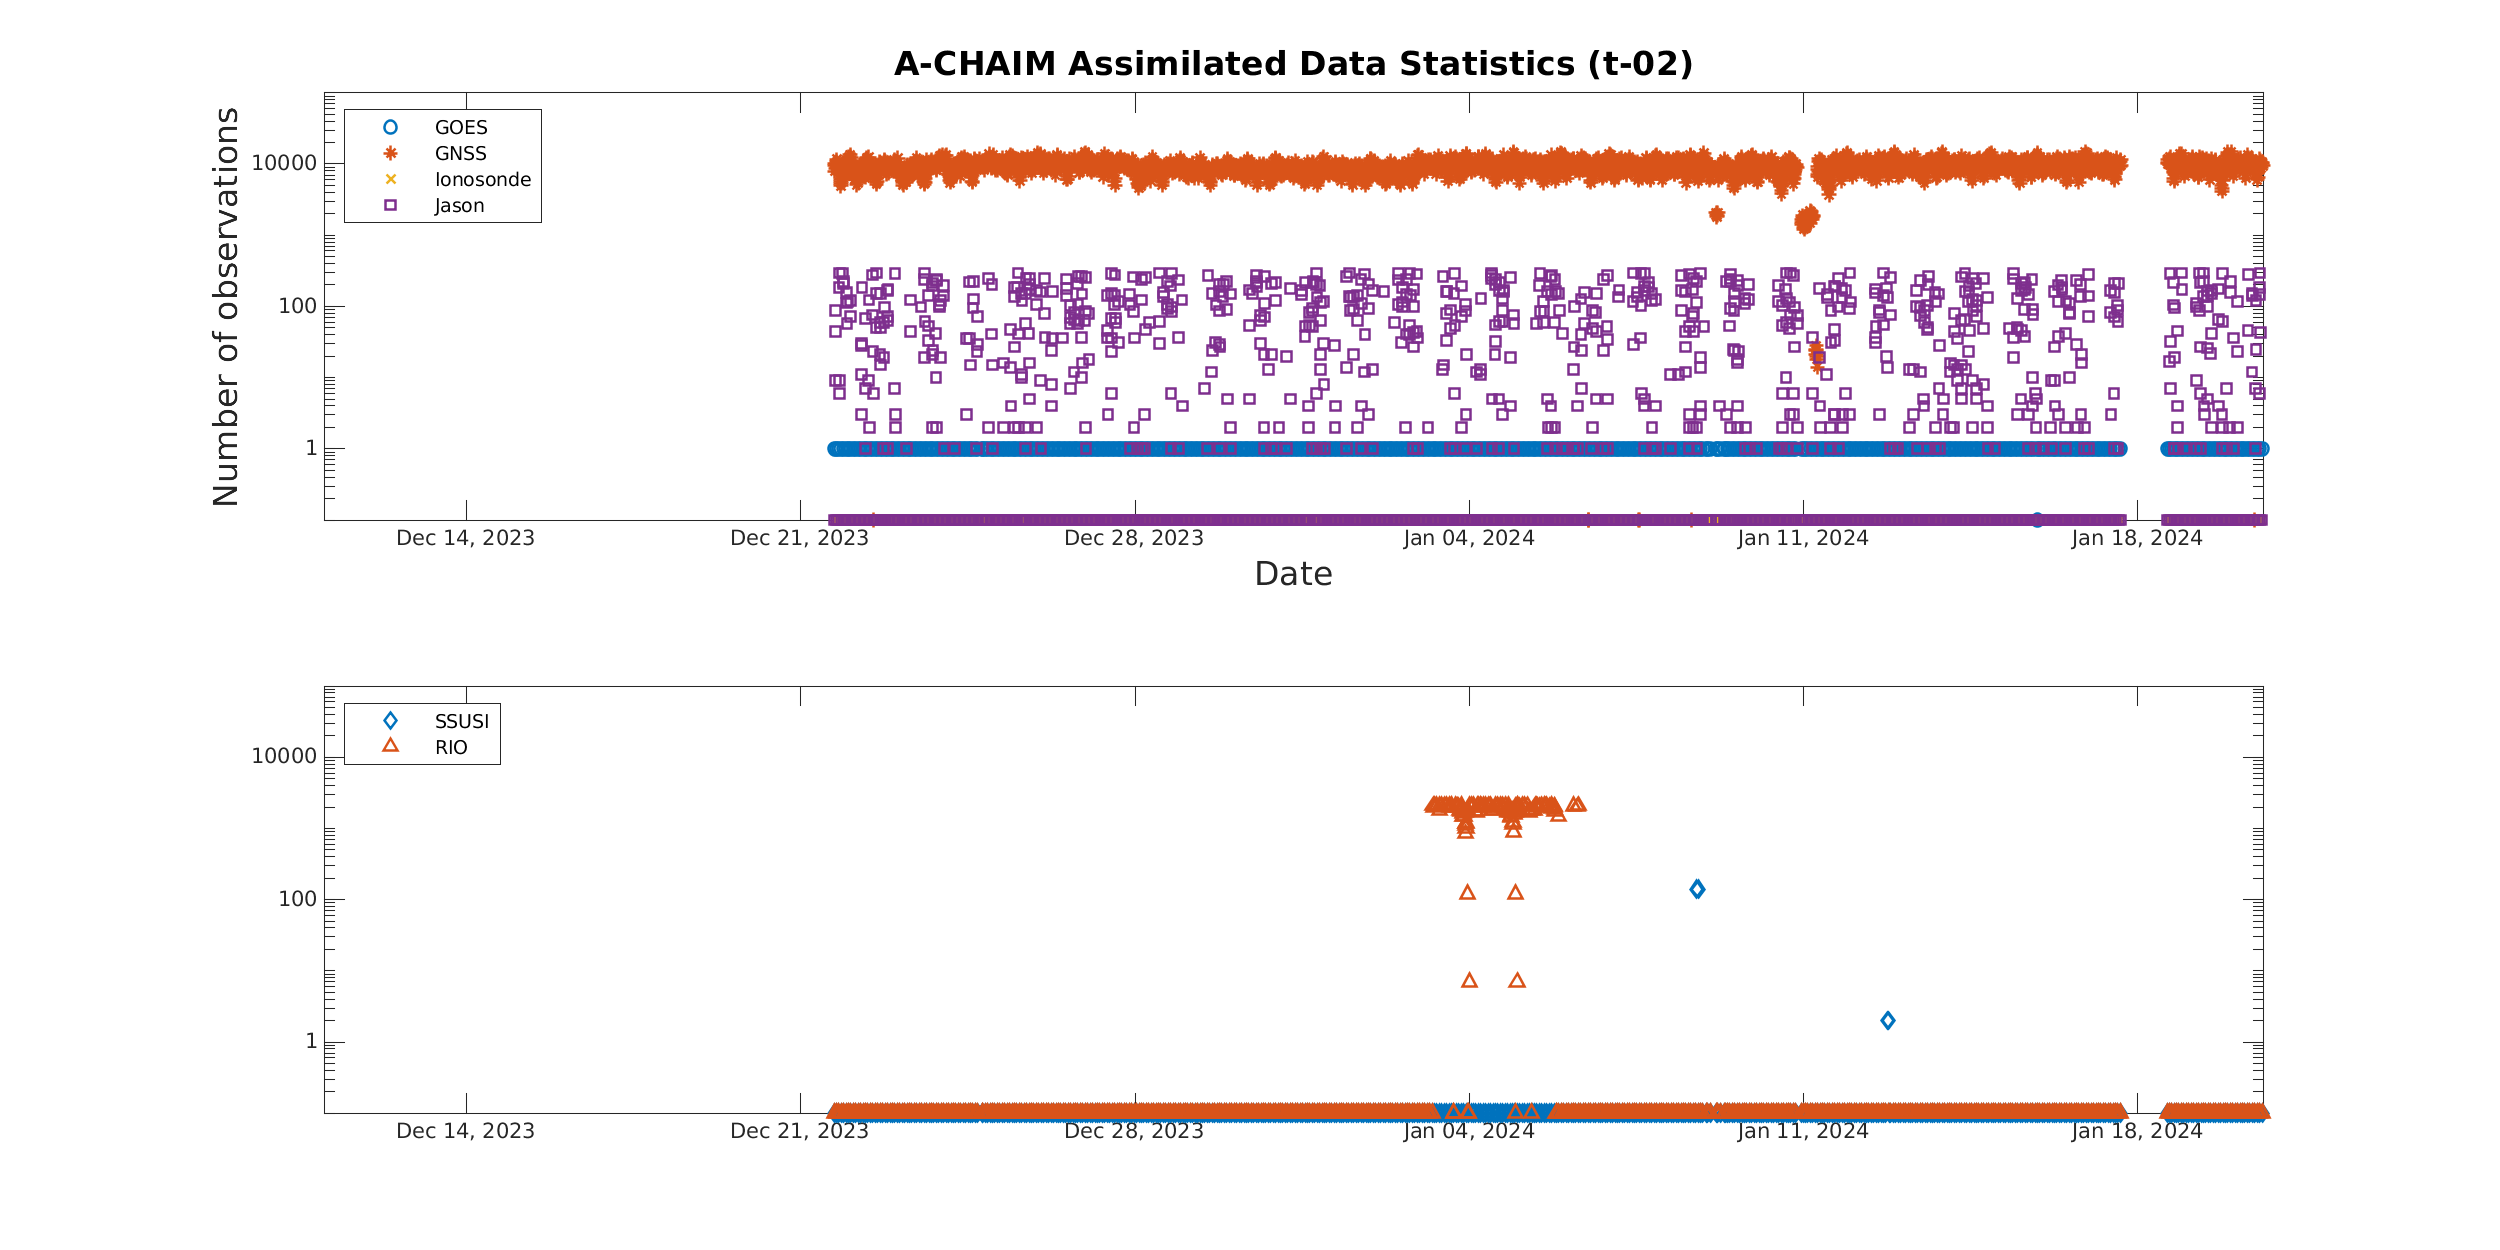 A-CHAIM Assimilated Data Statistics (t-02)
Number of observations
10000
100
1
GOES
GNSS
Ionosonde
Jason
Dec 14, 2023
Dec 21, 2023
Dec 28, 2023
Jan 04, 2024
Jan 11, 2024
Jan 18, 2024
Date
10000
100
1
SSUSI
RIO
Dec 14, 2023
Dec 21, 2023
Dec 28, 2023
Jan 04, 2024
Jan 11, 2024
Jan 18, 2024